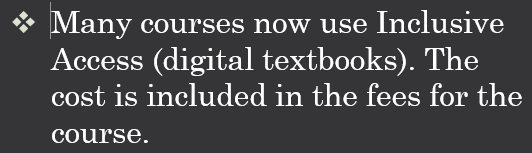 ❖ Many courses now use Inclusive
Access (digital textbooks). The
cost is included in the fees for the
course.